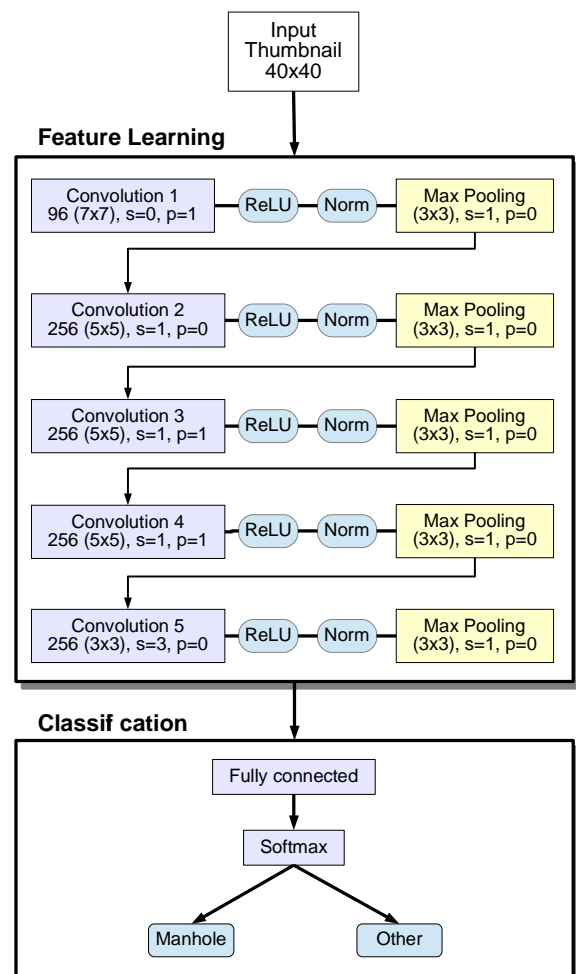 Input
Thumbnail
40x40
Feature Learning
Convolution 1
96 (7x7), s=0, p=1
ReLU
Norm
Max Pooling
(3x3), s=1, p=0
Convolution 2
256 (5x5), s=1, p=0
ReLU
Norm
Max Pooling
(3x3), s=1, p=0
Convolution 3
256 (5x5), s=1, p=1
ReLU
Norm
Max Pooling
(3x3), s=1, p=0
Convolution 4
256 (5x5), s=1, p=1
ReLU
Norm
Max Pooling
(3x3), s=1, p=0
Convolution 5
256 (3x3), s=3, p=0
ReLU
Norm
Max Pooling
(3x3), s=1, p=0
Classif cation
Fully connected
Softmax
Manhole
Other